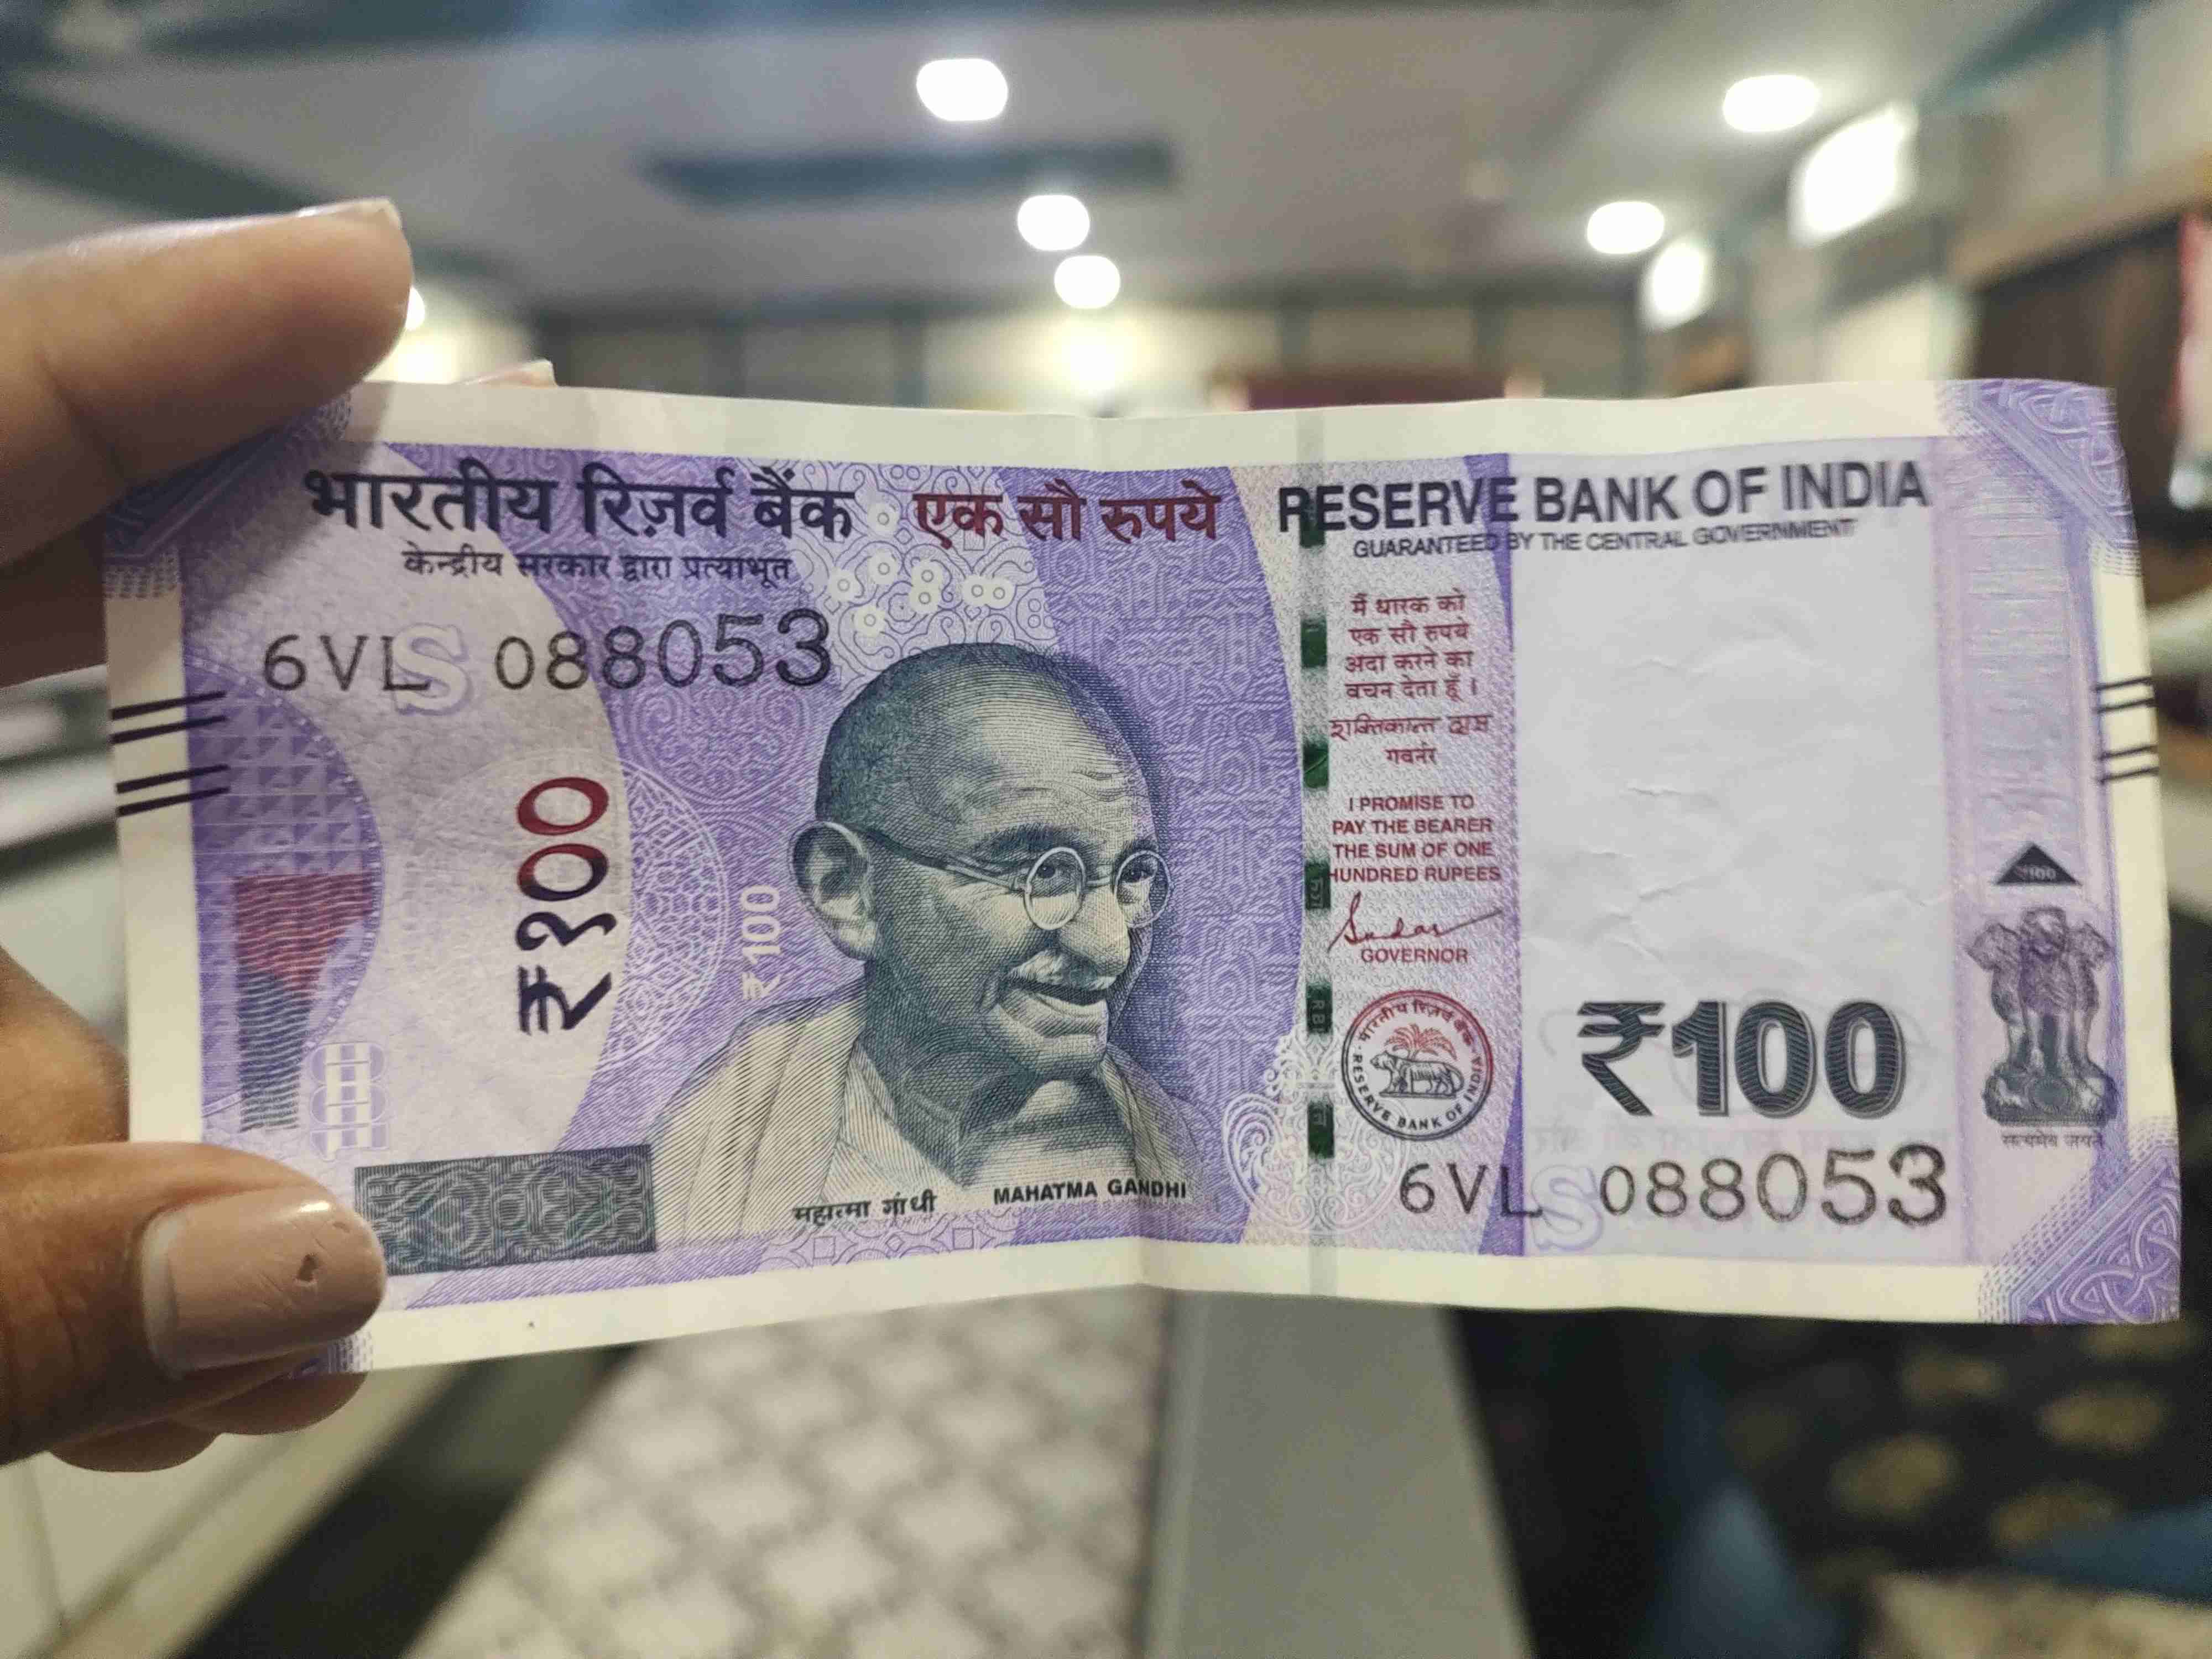 भारतीय रिज़र्व बैंक एक सौ रुपये RESERVE BANK OF INDIA
केन्द्रीय सरकार द्वारा प्रत्याभूत GUARANTEED BY THE CENTRAL GOVERNMENT
6VL S 088053
₹१००
₹100
महात्मा गांधी MAHATMA GANDHI
मैं धारक को
एक सौ रुपये
अदा करने का
वचन देता हूँ ।
शक्तिकान्त दास
गवर्नर
I PROMISE TO
PAY THE BEARER
THE SUM OF ONE
HUNDRED RUPEES
GOVERNOR
भारतीय रिज़र्व बैंक
RESERVE BANK OF INDIA
₹100
6VL S 088053
₹100
सत्यमेव जयते